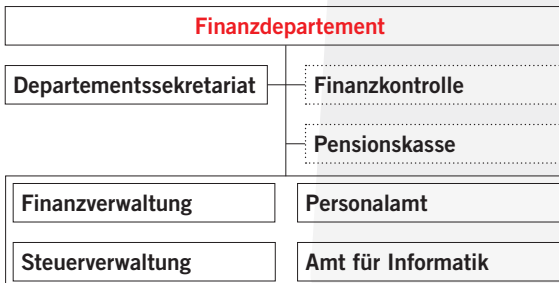 Finanzdepartement
Departementssekretariat
Finanzkontrolle
Pensionskasse
Finanzverwaltung
Personalamt
Steuerverwaltung
Amt für Informatik